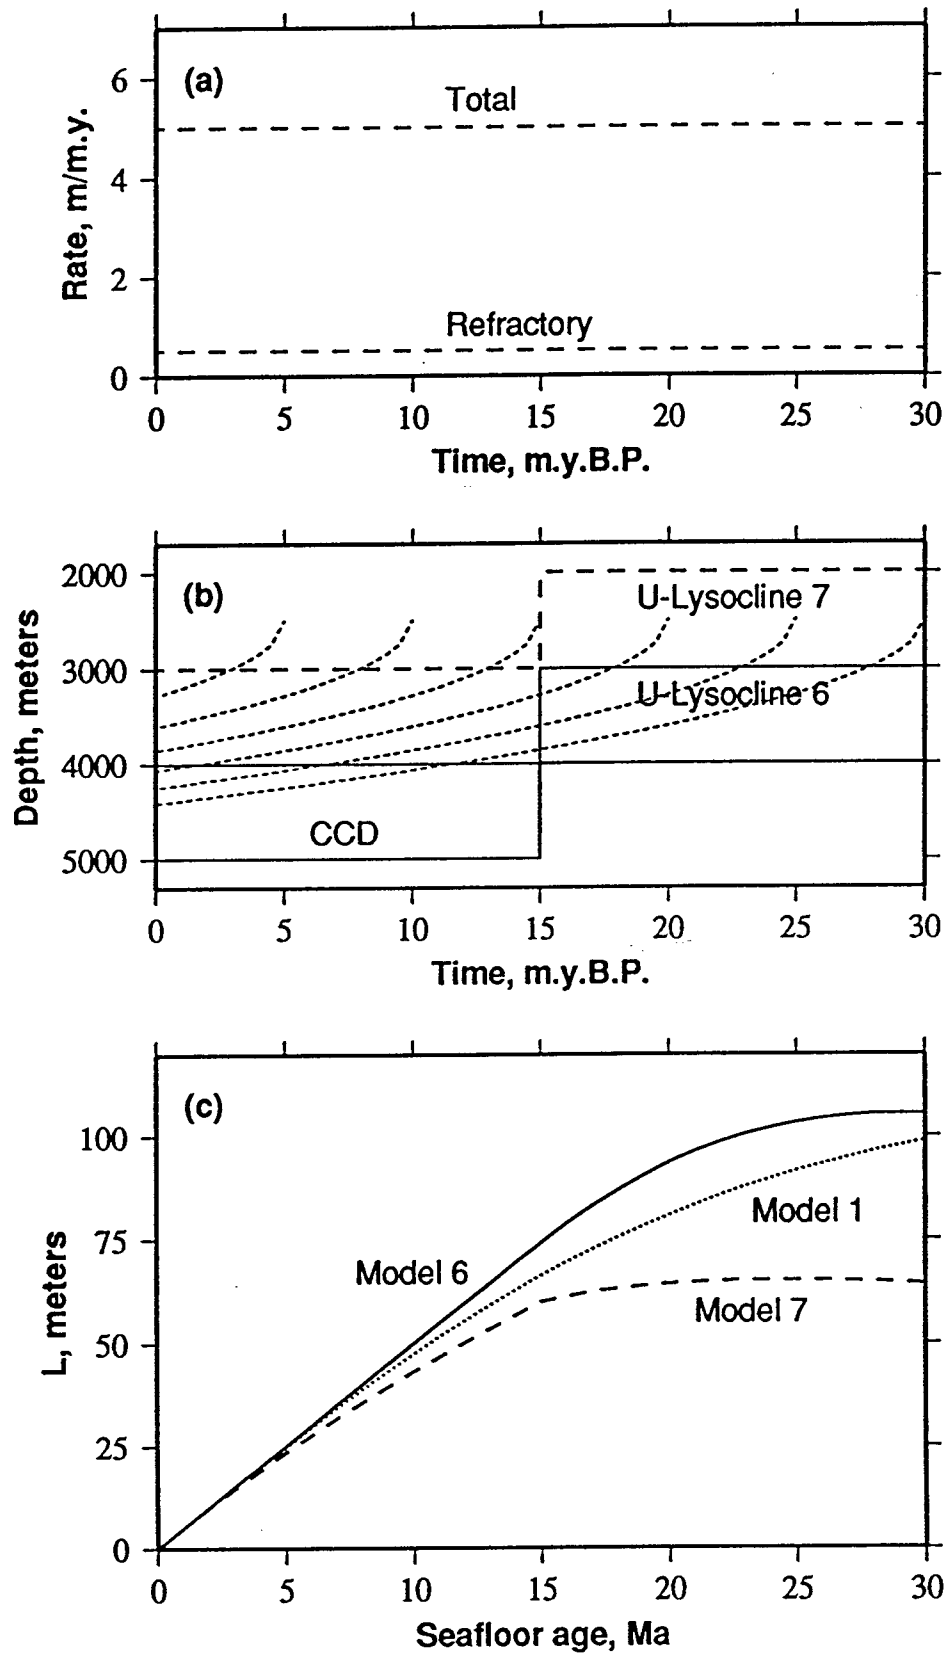 (a)
Total
Refractory
6
4
2
0
Rate, m/m.y.
0 5 10 15 20 25 30
Time, m.y.B.P.
(b)
U-Lysocline 7
U-Lysocline 6
CCD
2000
3000
4000
5000
Depth, meters
0 5 10 15 20 25 30
Time, m.y.B.P.
(c)
Model 1
Model 6
Model 7
100
75
50
25
0
L, meters
0 5 10 15 20 25 30
Seafloor age, Ma